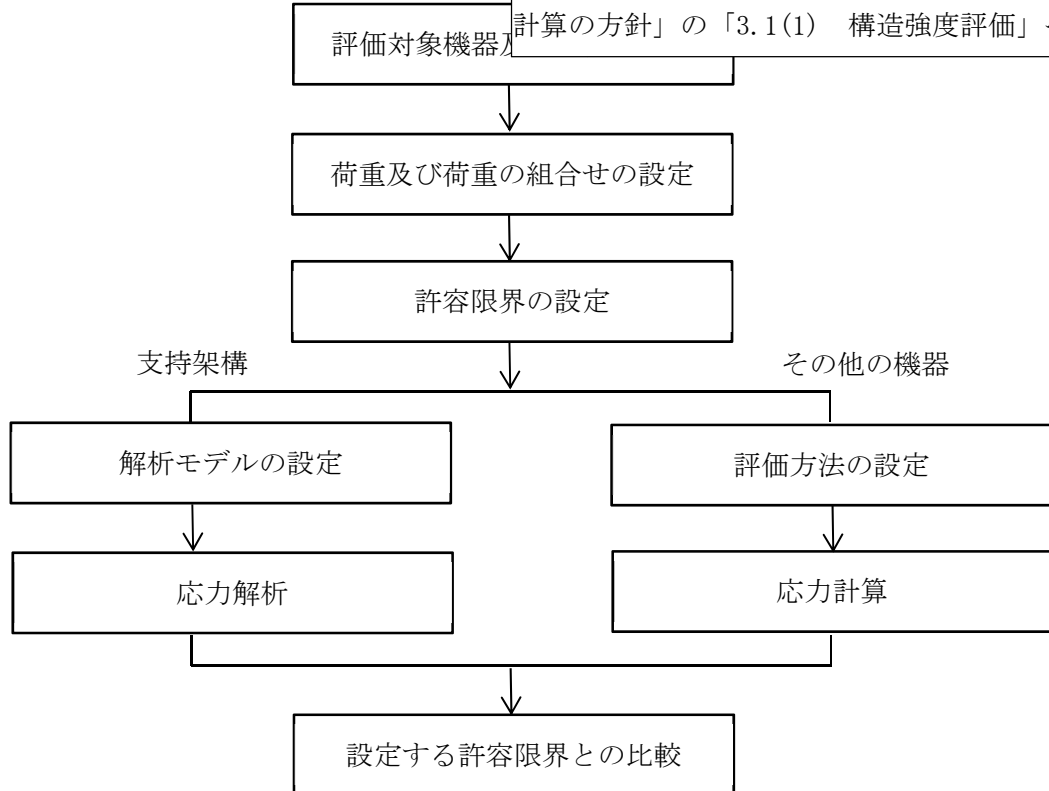 計算の方針」の「3.1(1) 構造強度評価」
評価対象機器
荷重及び荷重の組合せの設定
許容限界の設定
支持架構
その他の機器
解析モデルの設定
評価方法の設定
応力解析
応力計算
設定する許容限界との比較